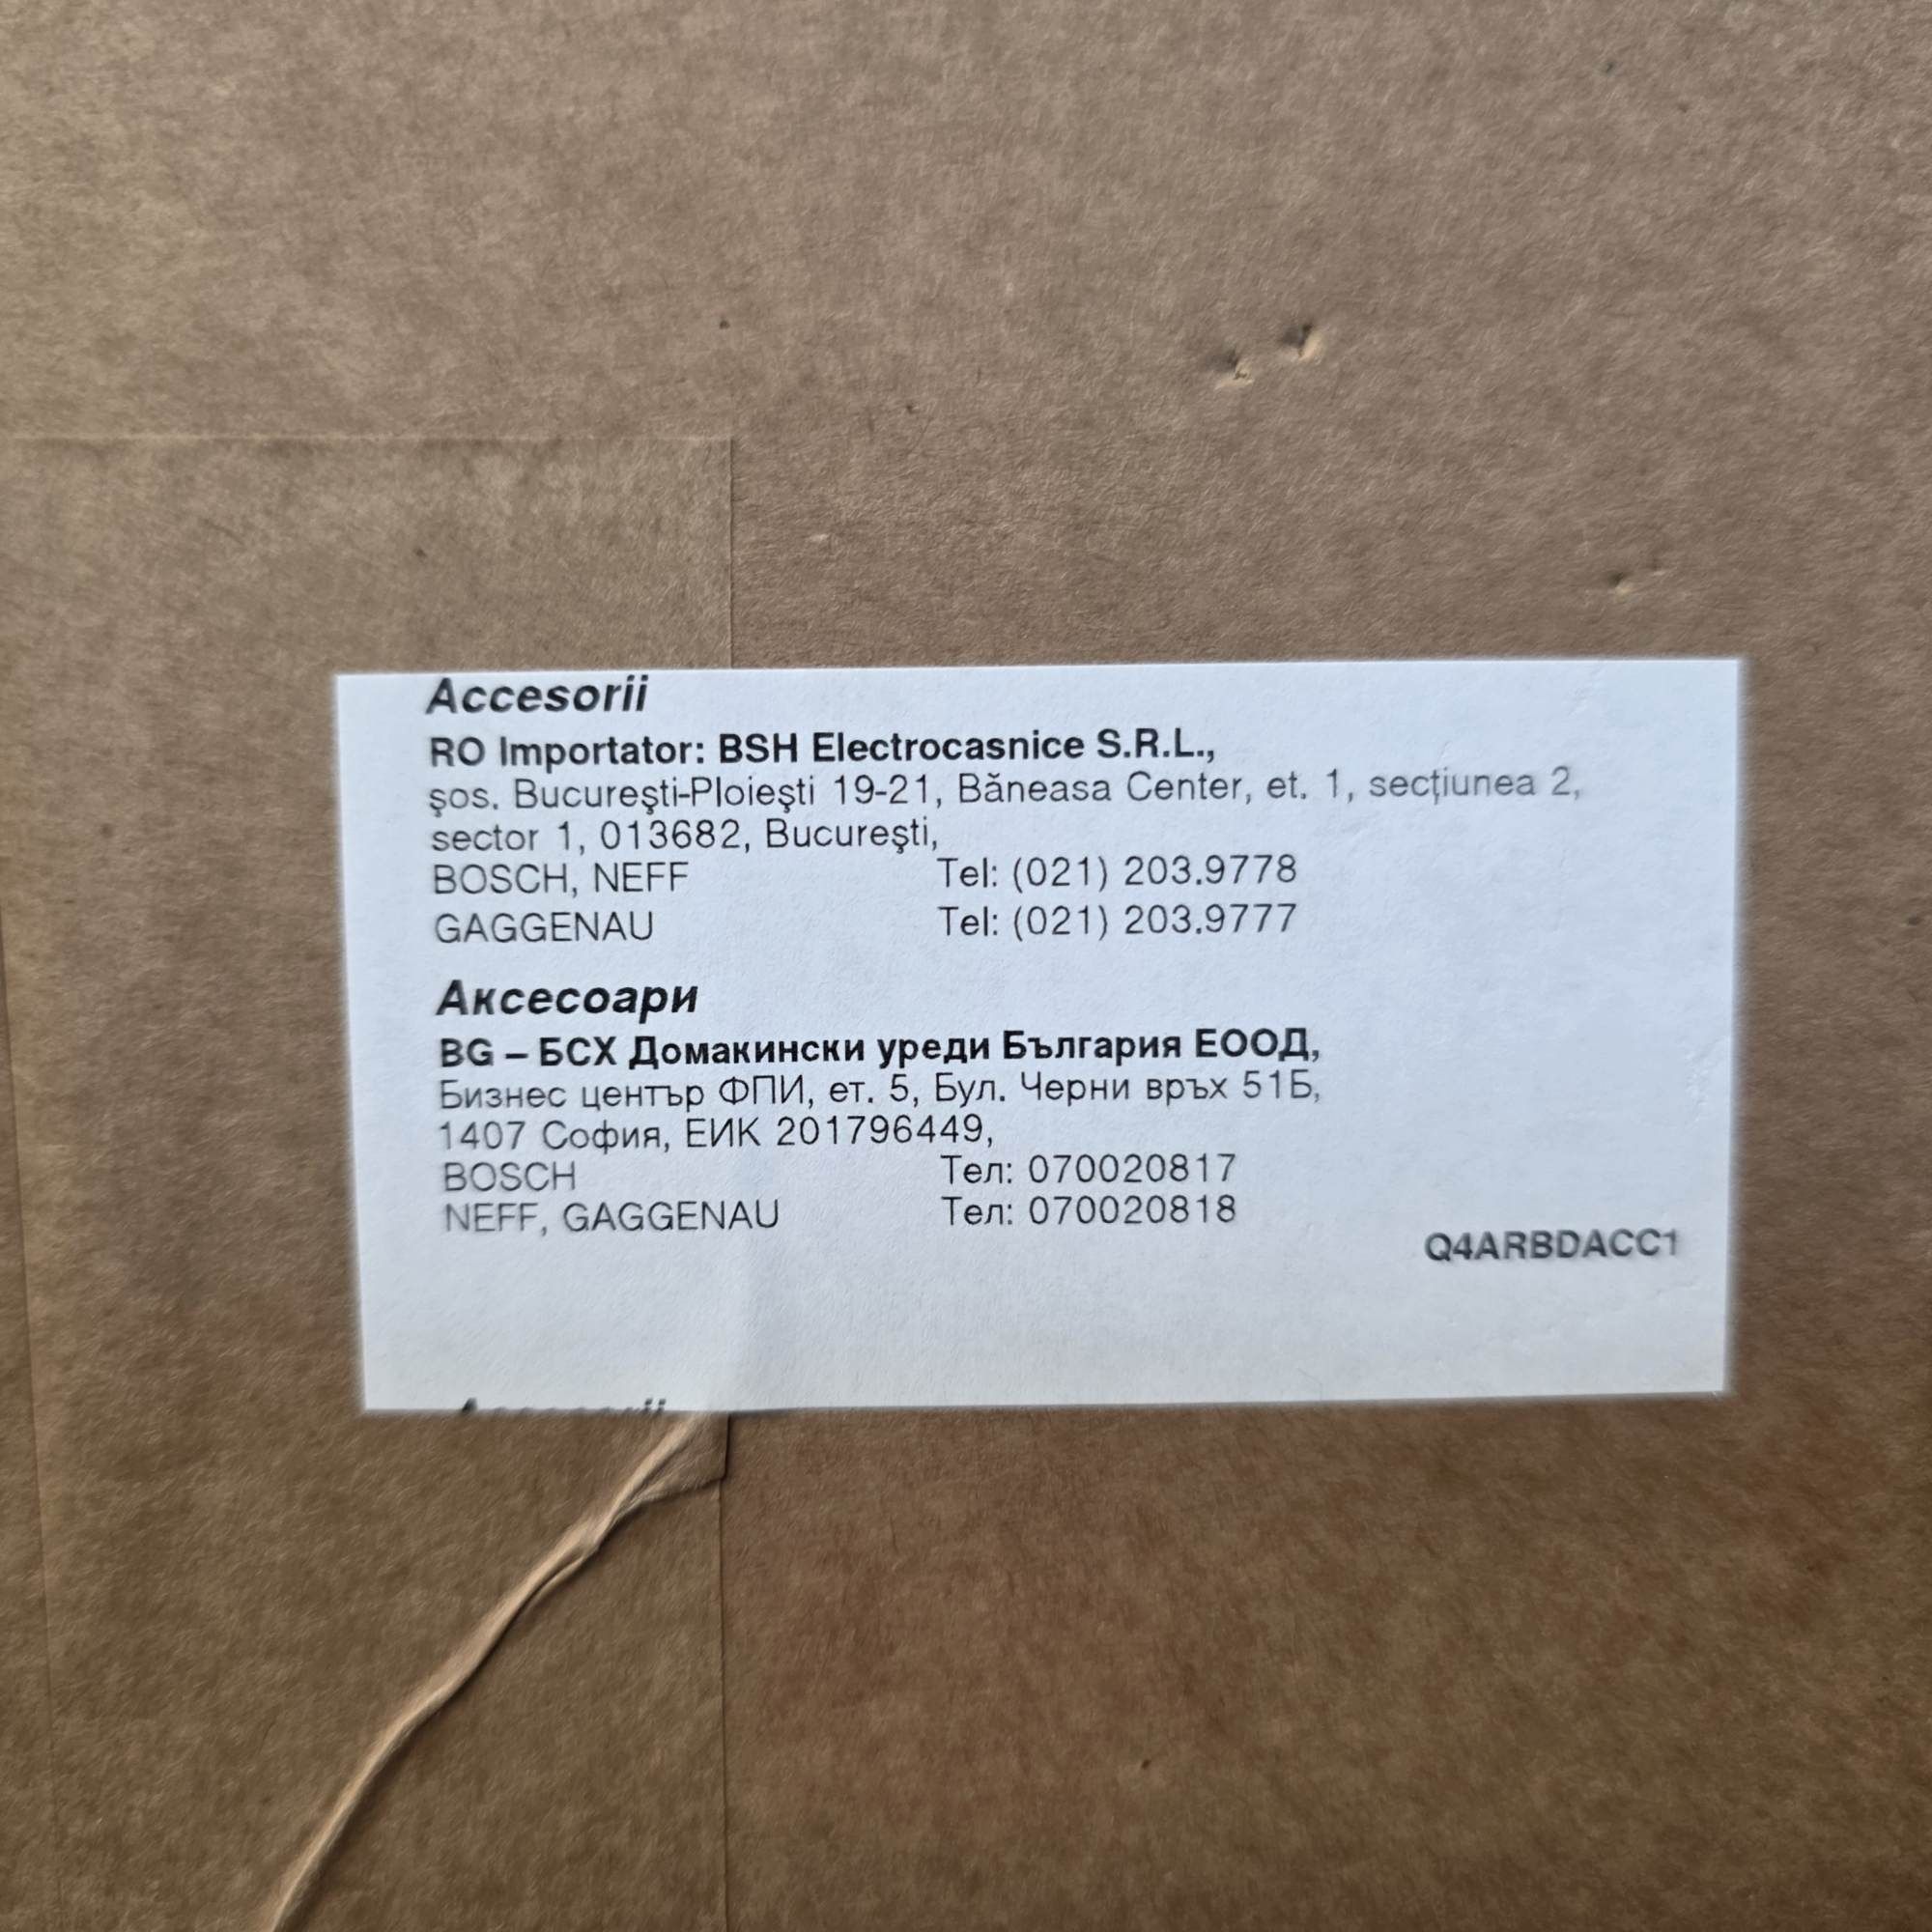 Accesorii
RO Importator: BSH Electrocasnice S.R.L.,
şos. Bucureşti-Ploieşti 19-21, Băneasa Center, et. 1, secţiunea 2,
sector 1, 013682, Bucureşti,
BOSCH, NEFF Tel: (021) 203.9778
GAGGENAU Tel: (021) 203.9777
Аксесоари
BG – БСХ Домакински уреди България ЕООД,
Бизнес център ФПИ, ет. 5, Бул. Черни връх 51Б,
1407 София, ЕИК 201796449,
BOSCH Тел: 070020817
NEFF, GAGGENAU Тел: 070020818
Q4ARBDACC1